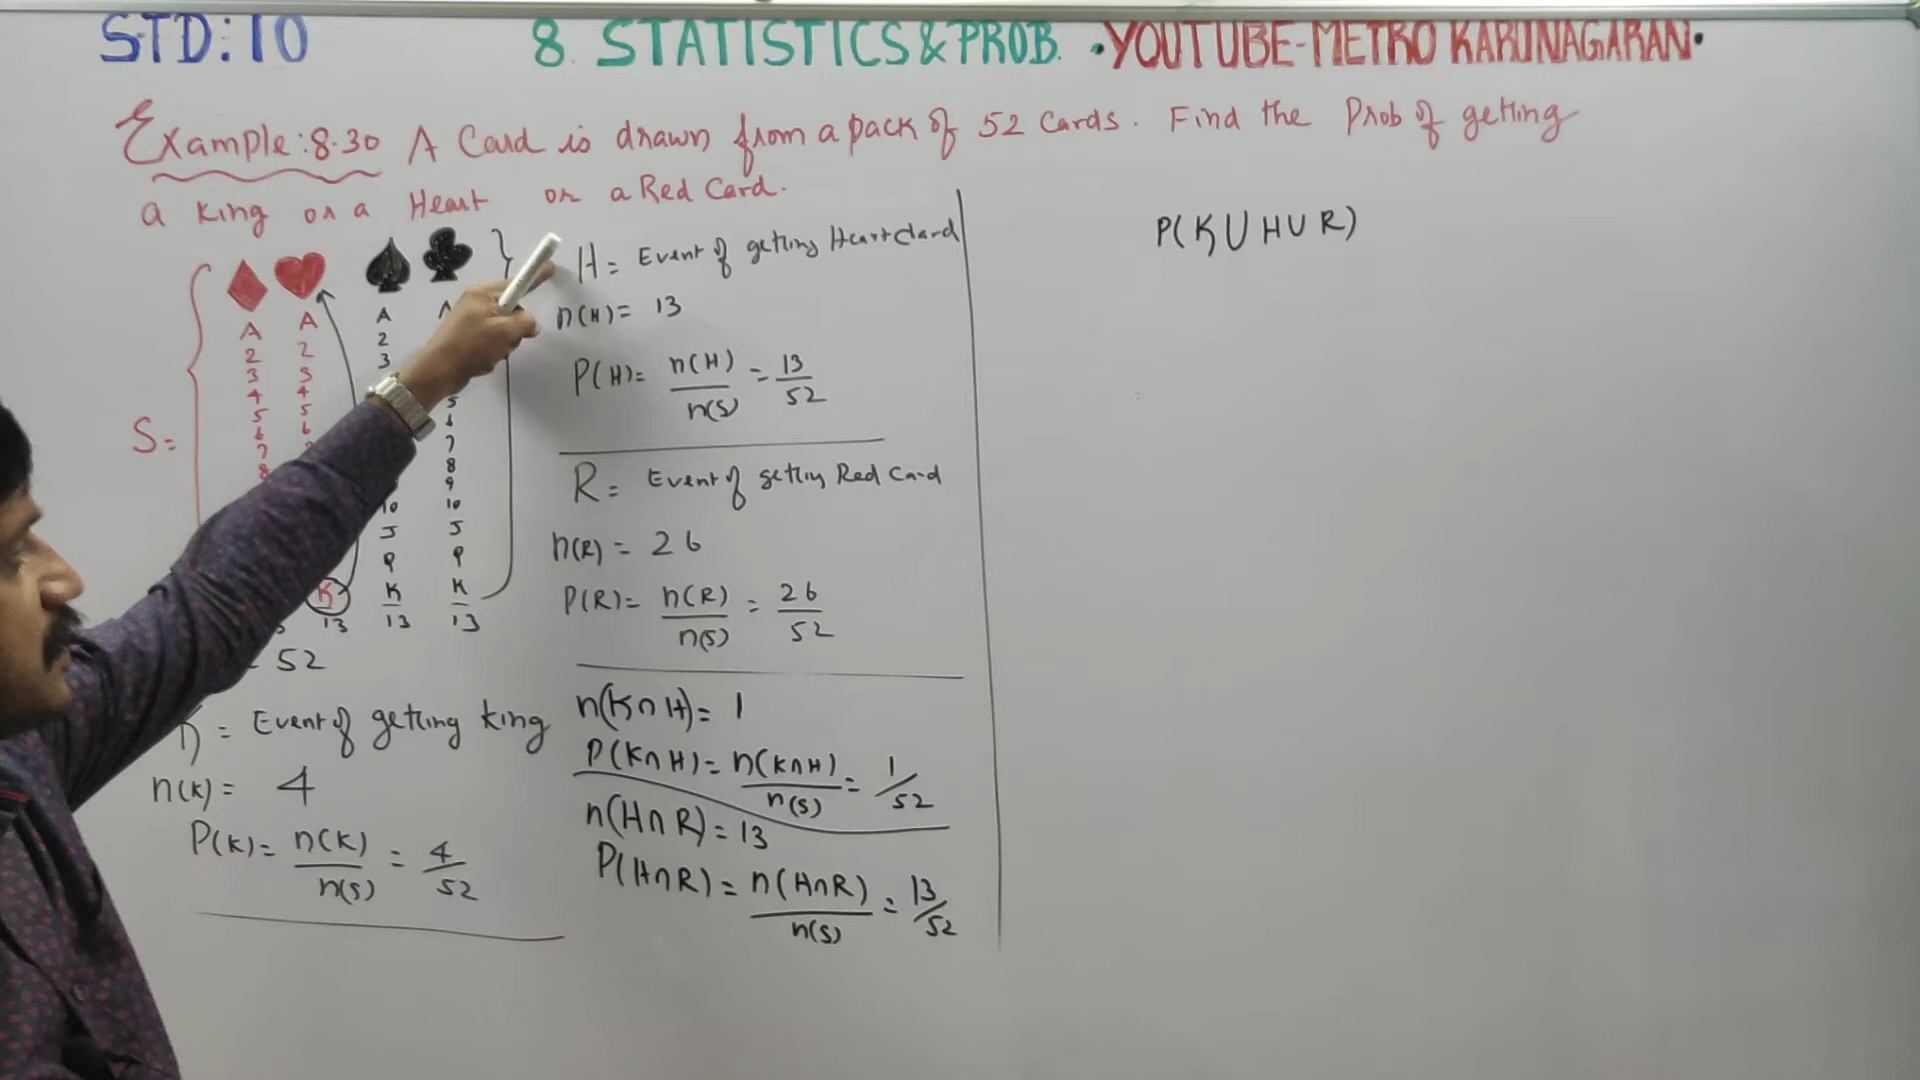 STD: 10 8. STATISTICS & PROB. • YOUTUBE-METRO KARUNAGARAN •
Example: 8.30 A Card is drawn from a pack of 52 Cards. Find the Prob of getting
a King or a Heart or a Red Card.
S =
A
2
3
4
5
6
7
8
A
2
3
4
5
6
K
13
A
2
3
10
J
Q
K
13
5
6
7
8
9
10
J
Q
K
13
52
= Event of getting king
n(K) = 4
P(K) = n(K)/n(S) = 4/52
H = Event of getting Heart Card
n(H) = 13
P(H) = n(H)/n(S) = 13/52
R = Event of getting Red Card
n(R) = 26
P(R) = n(R)/n(S) = 26/52
n(K∩H) = 1
P(K∩H) = n(K∩H)/n(S) = 1/52
n(H∩R) = 13
P(H∩R) = n(H∩R)/n(S) = 13/52
P(K∪H∪R)